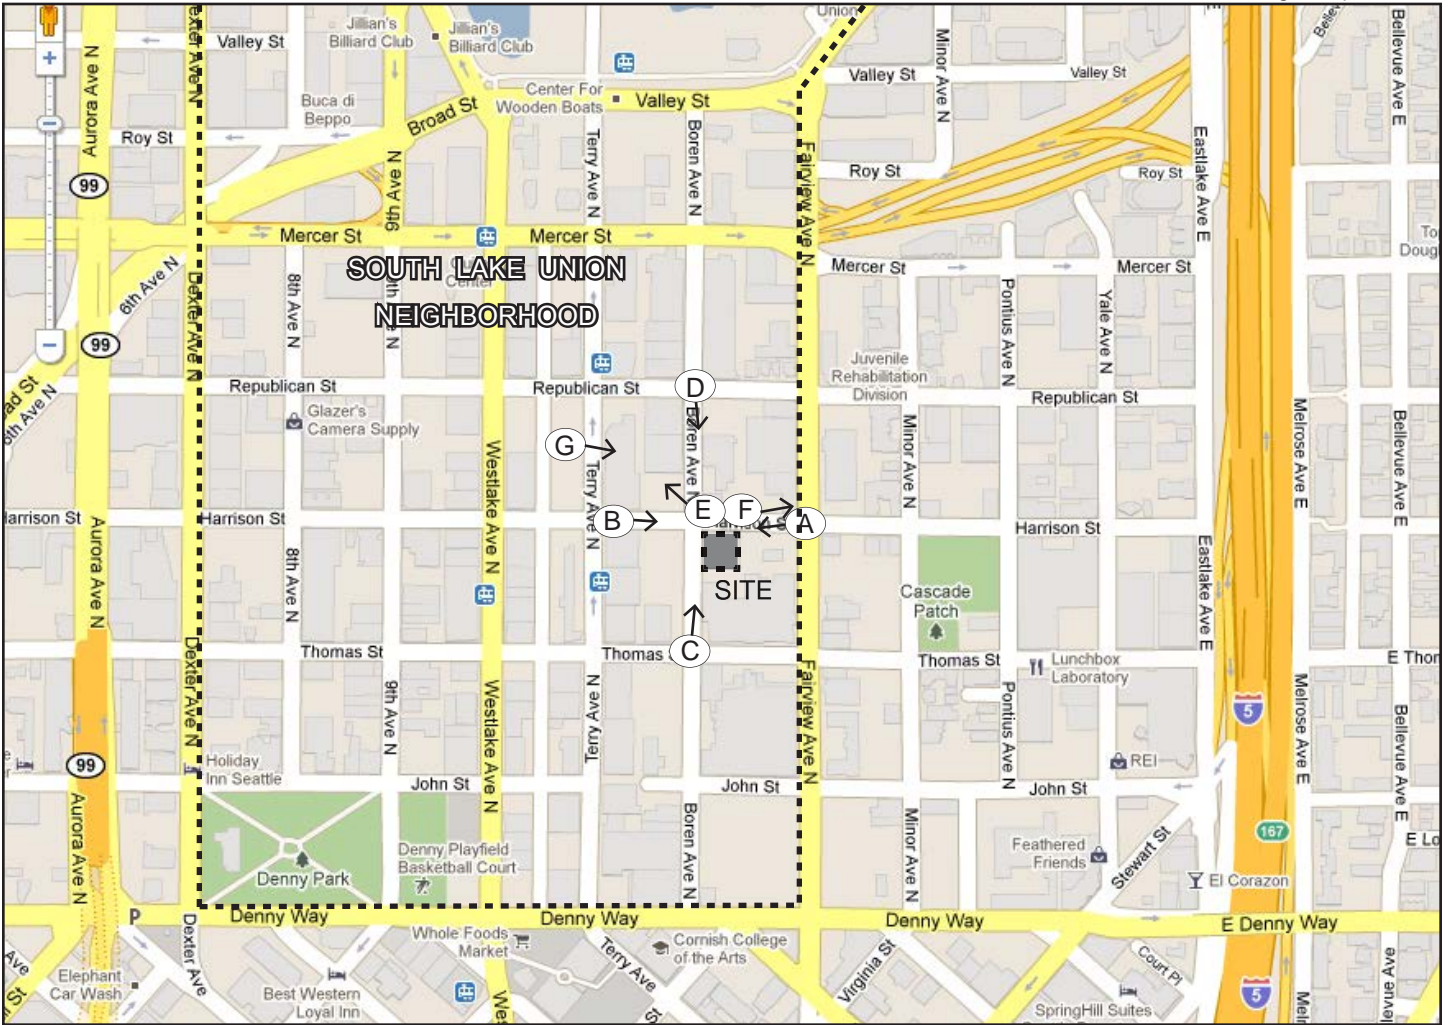 Union
Valley St
Jillian's
Billiard Club
Jillian's
Billiard Club
Dexter Ave N
Aurora Ave N
Minor Ave N
Valley St
Valley St
Bellevue Ave E
Buca di
Beppo
Broad St
Center For
Wooden Boats
Valley St
Roy St
99
9th Ave N
Terry Ave N
Boren Ave N
Fairview Ave N
Roy St
Roy St
Eastlake Ave E
Mercer St
Mercer St
Mercer St
Mercer St
SOUTH LAKE UNION
NEIGHBORHOOD
6th Ave N
Dexter Ave N
8th Ave N
Center
Pontius Ave N
Yale Ave N
99
Juvenile
Rehabilitation
Division
Republican St
Republican St
D
Republican St
6th Ave N
Glazer's
Camera Supply
Boren Ave N
G
Westlake Ave N
Terry Ave N
Minor Ave N
Melrose Ave E
Bellevue Ave E
Harrison St
Harrison St
B
E
F
A
Harrison St
Aurora Ave N
8th Ave N
SITE
Cascade
Patch
Eastlake Ave E
C
Thomas St
Thomas
Thomas St
Lunchbox
Laboratory
Dexter Ave N
9th Ave N
Westlake Ave N
Terry Ave N
Fairview Ave N
Pontius Ave N
5
Melrose Ave E
Bellevue Ave E
99
Holiday
Inn Seattle
John St
John St
John St
REI
Aurora Ave N
Boren Ave N
Minor Ave N
Stewart St
167
Denny Playfield
Basketball Court
Denny Park
Feathered
Friends
El Corazon
P
Denny Way
Denny Way
Denny Way
E Denny Way
Dexter Ave
Whole Foods
Market
Terry Ave
Cornish College
of the Arts
Virginia St
Court Pl
Elephant
Car Wash
Best Western
Loyal Inn
SpringHill Suites
5